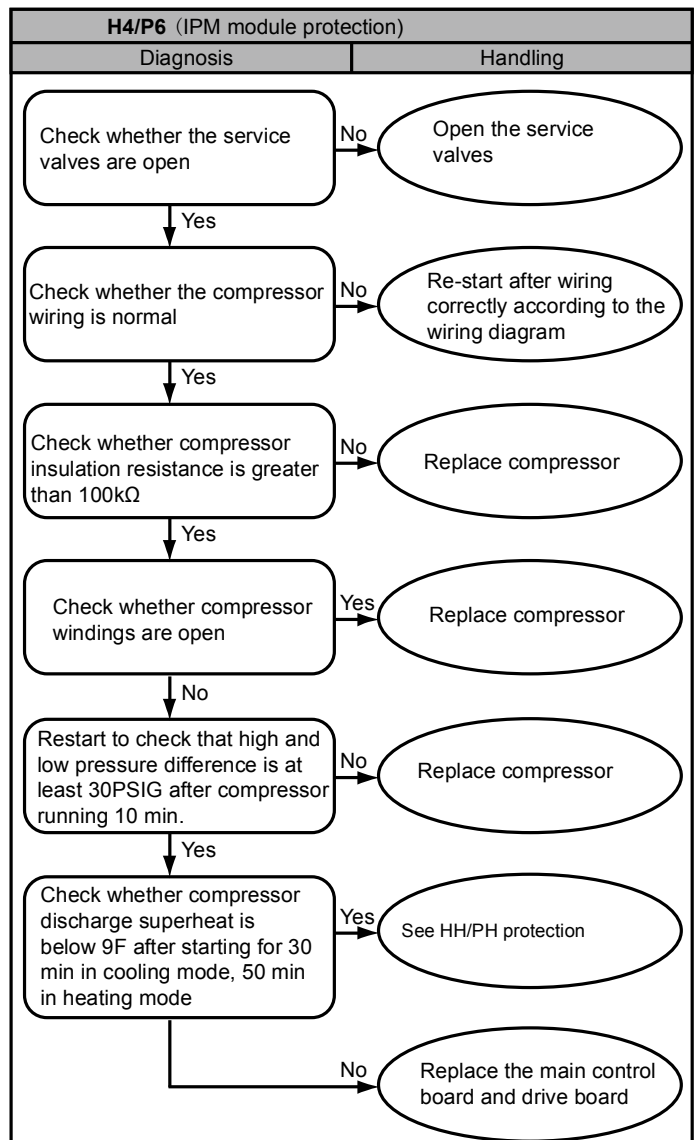 H4/P6（IPM module protection)
Diagnosis
Handling
Check whether the service
valves are open
No
Open the service
valves
Yes
Check whether the compressor
wiring is normal
No
Re-start after wiring
correctly according to the
wiring diagram
Yes
Check whether compressor
insulation resistance is greater
than 100kΩ
No
Replace compressor
Yes
Check whether compressor
windings are open
Yes
Replace compressor
No
Restart to check that high and
low pressure difference is at
least 30PSIG after compressor
running 10 min.
No
Replace compressor
Yes
Check whether compressor
discharge superheat is
below 9F after starting for 30
min in cooling mode, 50 min
in heating mode
Yes
See HH/PH protection
No
Replace the main control
board and drive board